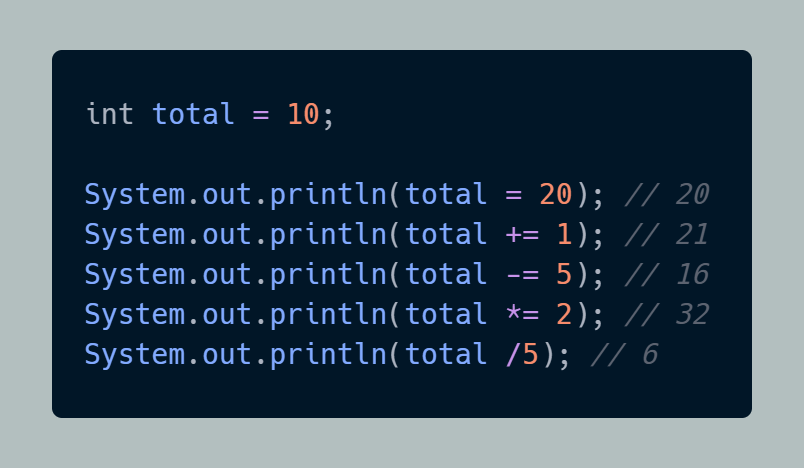 int total = 10;
System.out.println(total = 20); // 20
System.out.println(total += 1); // 21
System.out.println(total -= 5); // 16
System.out.println(total *= 2); // 32
System.out.println(total /5); // 6